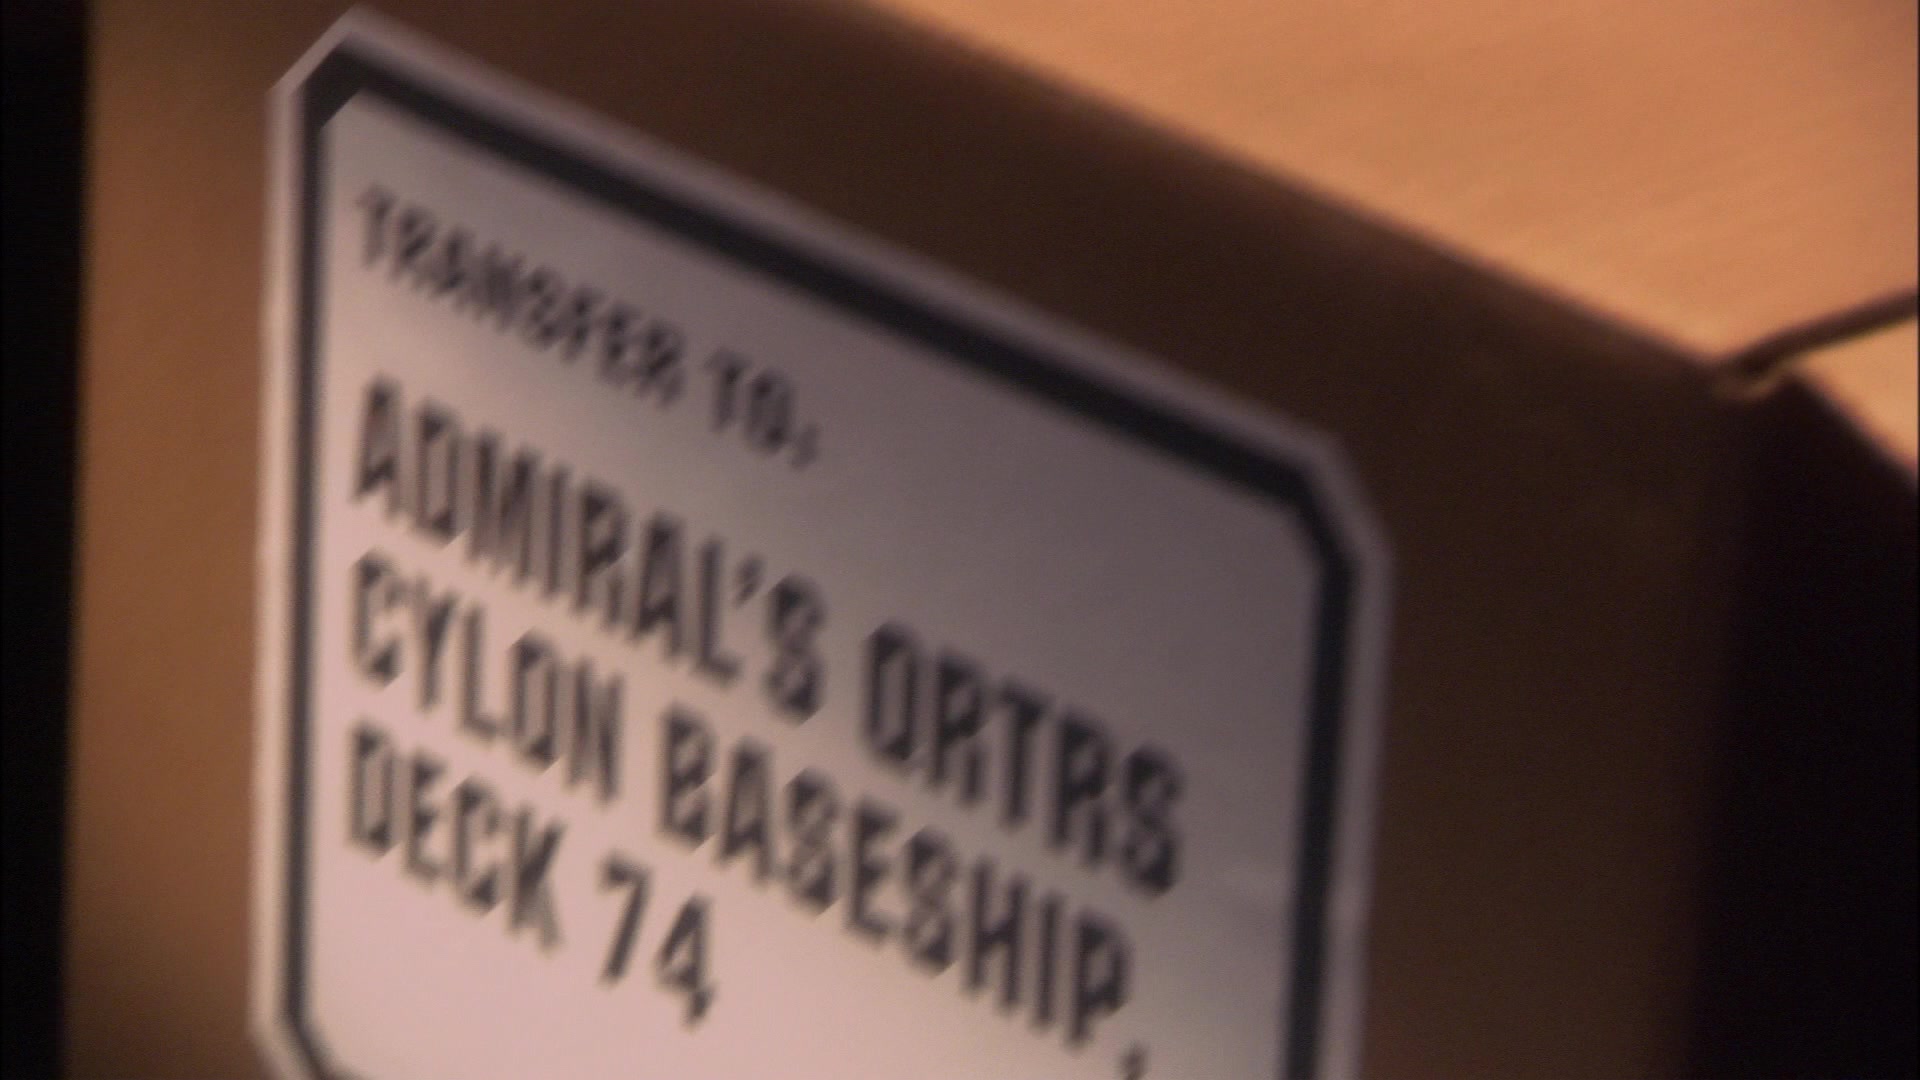 TRANSFER TO:
ADMIRAL'S QRTRS
CYLON BASESHIP,
DECK 74